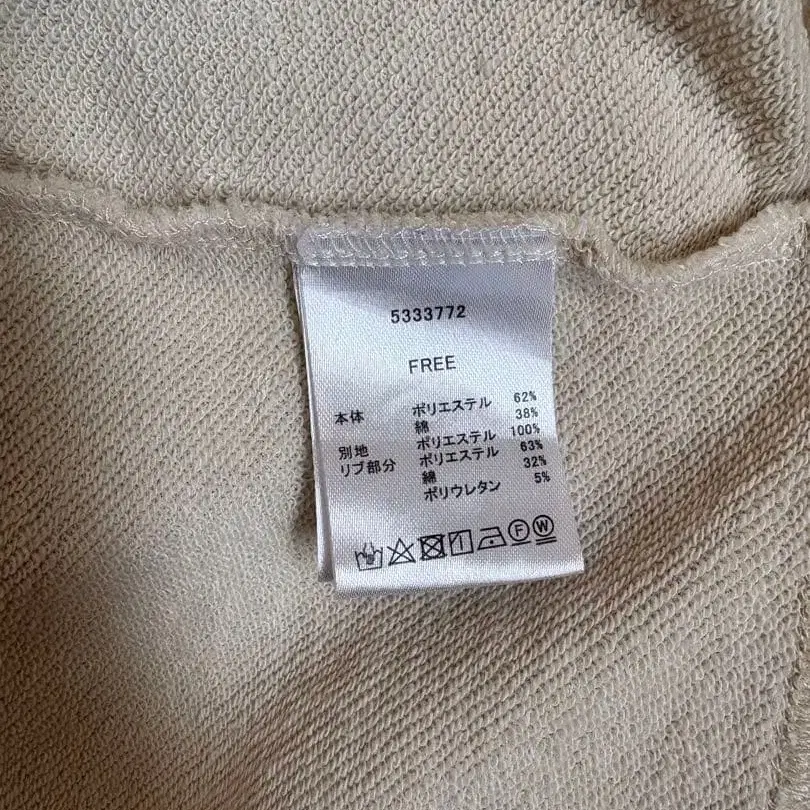 5333772
FREE
本体 ポリエステル 62%
綿 38%
別地 ポリエステル 100%
リブ部分 ポリエステル 63%
綿 32%
ポリウレタン 5%
F W